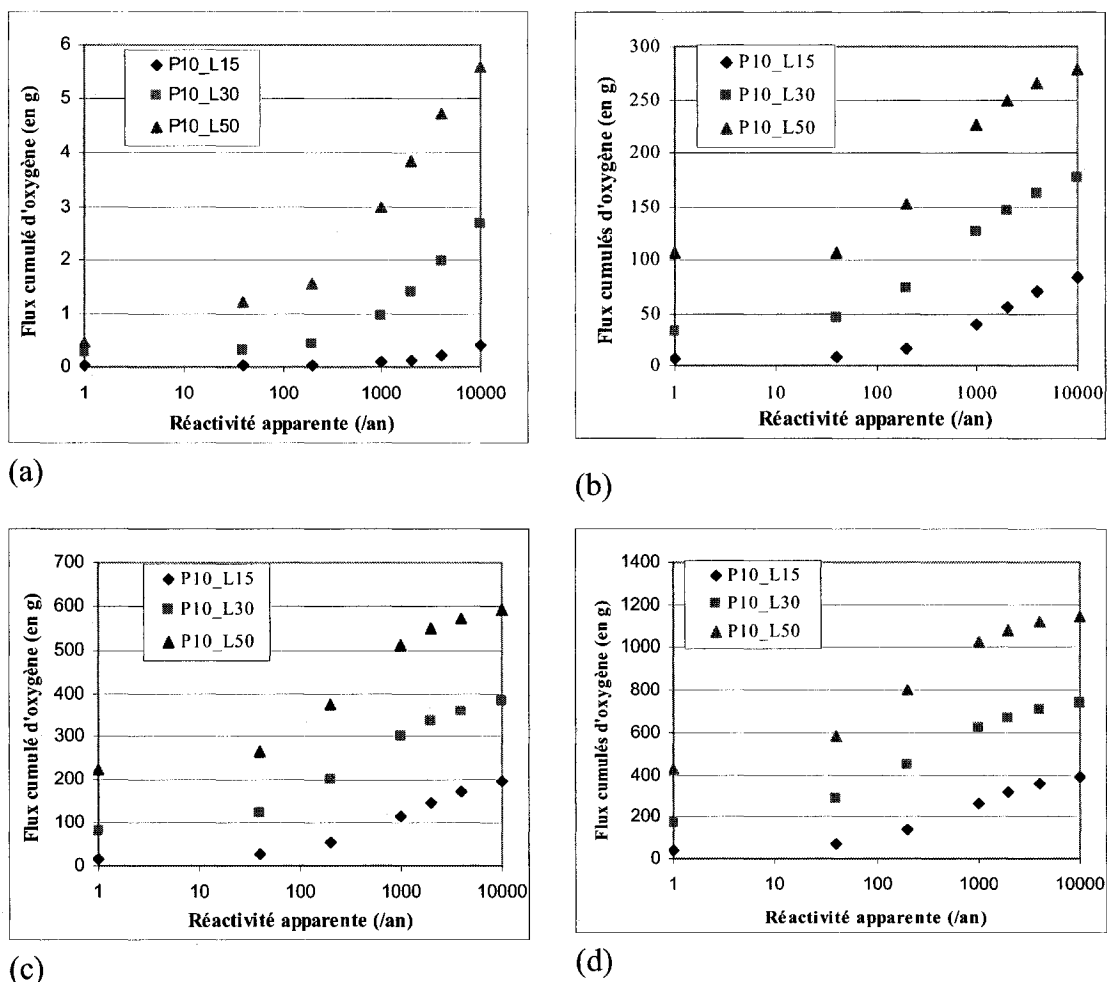 6
5
4
3
2
1
0
Flux cumulé d'oxygène (en g)
P10_L15
P10_L30
P10_L50
1 10 100 1000 10000
Réactivité apparente (/an)
(a)
300
250
200
150
100
50
0
Flux cumulés d'oxygène (en g)
P10_L15
P10_L30
P10_L50
1 10 100 1000 10000
Réactivité apparente (/an)
(b)
700
600
500
400
300
200
100
0
Flux cumulé d'oxygène (en g)
P10_L15
P10_L30
P10_L50
1 10 100 1000 10000
Réactivité apparente (/an)
(c)
1400
1200
1000
800
600
400
200
0
Flux cumulés d'oxygène (en g)
P10_L15
P10_L30
P10_L50
1 10 100 1000 10000
Réactivité apparente (/an)
(d)